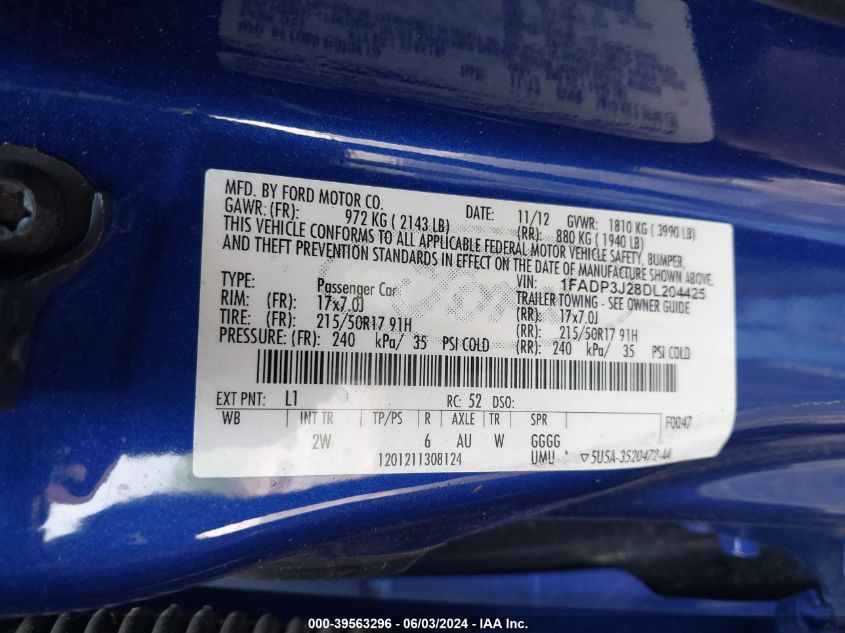 MFD. BY FORD MOTOR CO. DATE: 11/12 GVWR: 1810 KG ( 3990 LB)
GAWR: (FR): 972 KG ( 2143 LB) (RR): 880 KG ( 1940 LB)
THIS VEHICLE CONFORMS TO ALL APPLICABLE FEDERAL MOTOR VEHICLE SAFETY, BUMPER,
AND THEFT PREVENTION STANDARDS IN EFFECT ON THE DATE OF MANUFACTURE SHOWN ABOVE.
VIN: 1FADP3J28DL204425
TYPE: Passenger Car TRAILER TOWING - SEE OWNER GUIDE
RIM: (FR): 17x7.0J (RR): 17x7.0J
TIRE: (FR): 215/50R17 91H (RR): 215/50R17 91H
PRESSURE: (FR): 240 kPa/ 35 PSI COLD (RR): 240 kPa/ 35 PSI COLD
EXT PNT: L1 RC: 52 DSO:
WB INT TR TP/PS R AXLE TR SPR F0047
2W 6 AU W GGGG
1201211308124 UMU ▽5U5A-3520472-AA
000-39563296 - 06/03/2024 - IAA Inc.